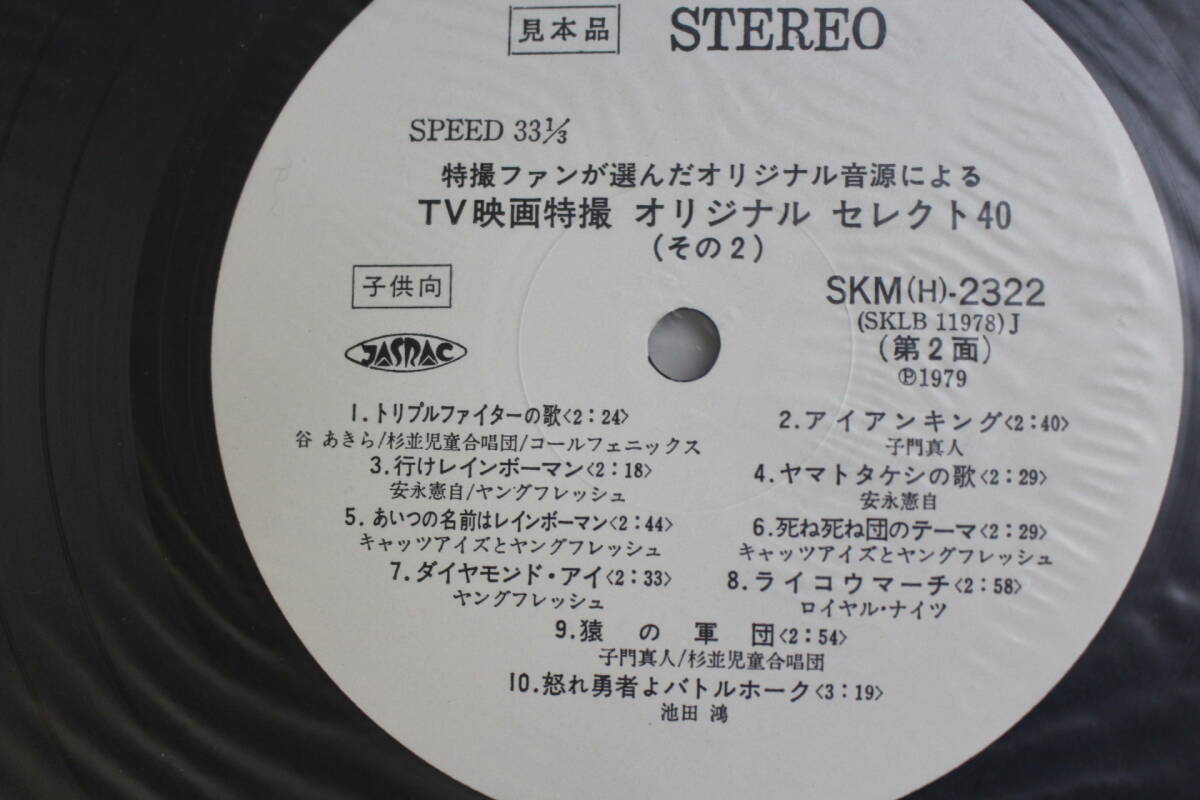 見本品 STEREO
SPEED 33⅓
特撮ファンが選んだオリジナル音源による
TV映画特撮 オリジナル セレクト40
(その2)
子供向
SKM(H)-2322
(SKLB 11978)J
(第2面)
℗1979
JASRAC
1.トリプルファイターの歌<2:24>
谷 あきら/杉並児童合唱団/コールフェニックス
2.アイアンキング<2:40>
子門真人
3.行けレインボーマン<2:18>
安永憲自/ヤングフレッシュ
4.ヤマトタケシの歌<2:29>
安永憲自
5.あいつの名前はレインボーマン<2:44>
キャッツアイズとヤングフレッシュ
6.死ね死ね団のテーマ<2:29>
キャッツアイズとヤングフレッシュ
7.ダイヤモンド・アイ<2:33>
ヤングフレッシュ
8.ライコウマーチ<2:58>
ロイヤル・ナイツ
9.猿の軍団<2:54>
子門真人/杉並児童合唱団
10.怒れ勇者よバトルホーク<3:19>
池田 鴻